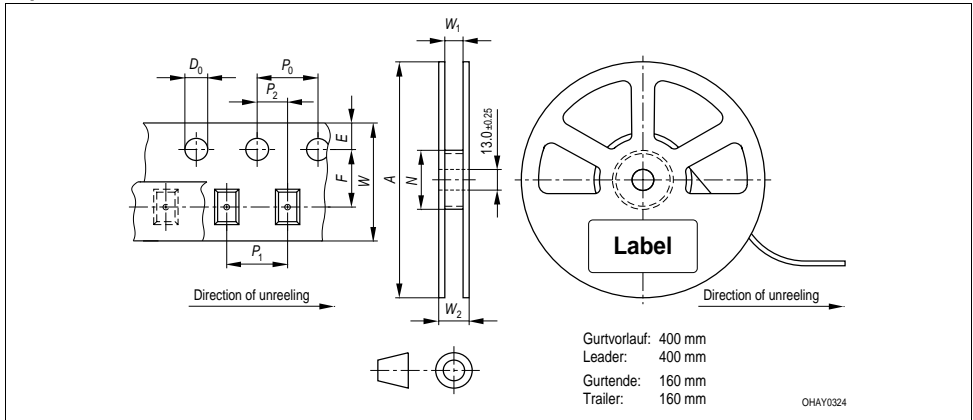 W1
D0
P0
P2
E
F
W
A
N
13.0±0.25
P1
Label
Direction of unreeling
Direction of unreeling
W2
Gurtvorlauf: 400 mm
Leader: 400 mm
Gurtende: 160 mm
Trailer: 160 mm
OHAY0324